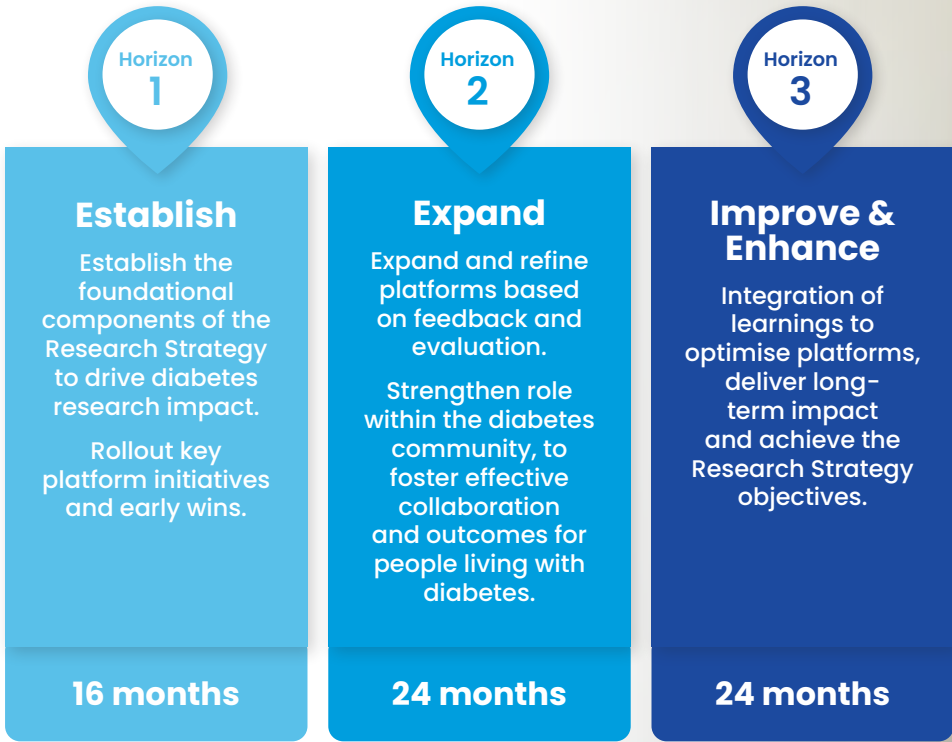 Horizon
1
Establish
Establish the
foundational
components of the
Research Strategy
to drive diabetes
research impact.
Rollout key
platform initiatives
and early wins.
16 months
Horizon
2
Expand
Expand and refine
platforms based
on feedback and
evaluation.
Strengthen role
within the diabetes
community, to
foster effective
collaboration
and outcomes for
people living with
diabetes.
24 months
Horizon
3
Improve &
Enhance
Integration of
learnings to
optimise platforms,
deliver long-
term impact
and achieve the
Research Strategy
objectives.
24 months